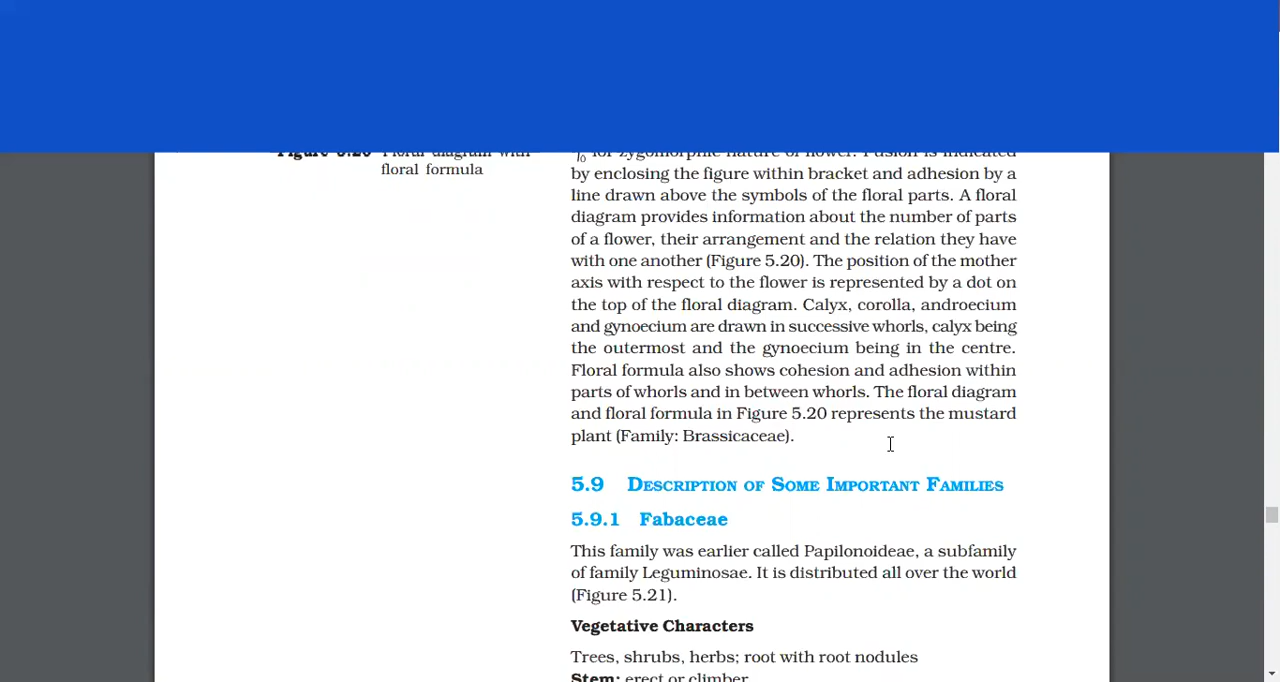 floral formula
for zygomorphic nature of flower. Fusion is indicated
by enclosing the figure within bracket and adhesion by a
line drawn above the symbols of the floral parts. A floral
diagram provides information about the number of parts
of a flower, their arrangement and the relation they have
with one another (Figure 5.20). The position of the mother
axis with respect to the flower is represented by a dot on
the top of the floral diagram. Calyx, corolla, androecium
and gynoecium are drawn in successive whorls, calyx being
the outermost and the gynoecium being in the centre.
Floral formula also shows cohesion and adhesion within
parts of whorls and in between whorls. The floral diagram
and floral formula in Figure 5.20 represents the mustard
plant (Family: Brassicaceae).
5.9 Description of Some Important Families
5.9.1 Fabaceae
This family was earlier called Papilonoideae, a subfamily
of family Leguminosae. It is distributed all over the world
(Figure 5.21).
Vegetative Characters
Trees, shrubs, herbs; root with root nodules
Stem: erect or climber